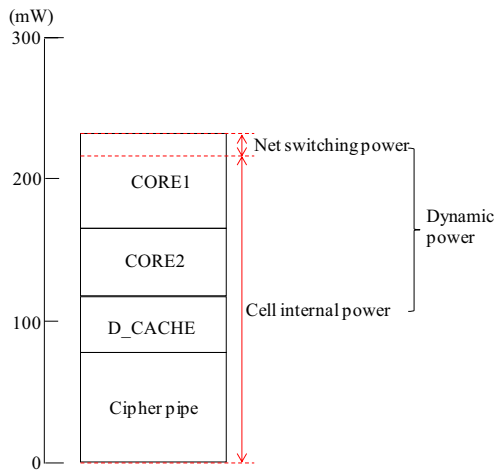 (mW)
300
Net switching power
200
CORE1
Dynamic
power
CORE2
100
Cell internal power
D_CACHE
Cipher pipe
0